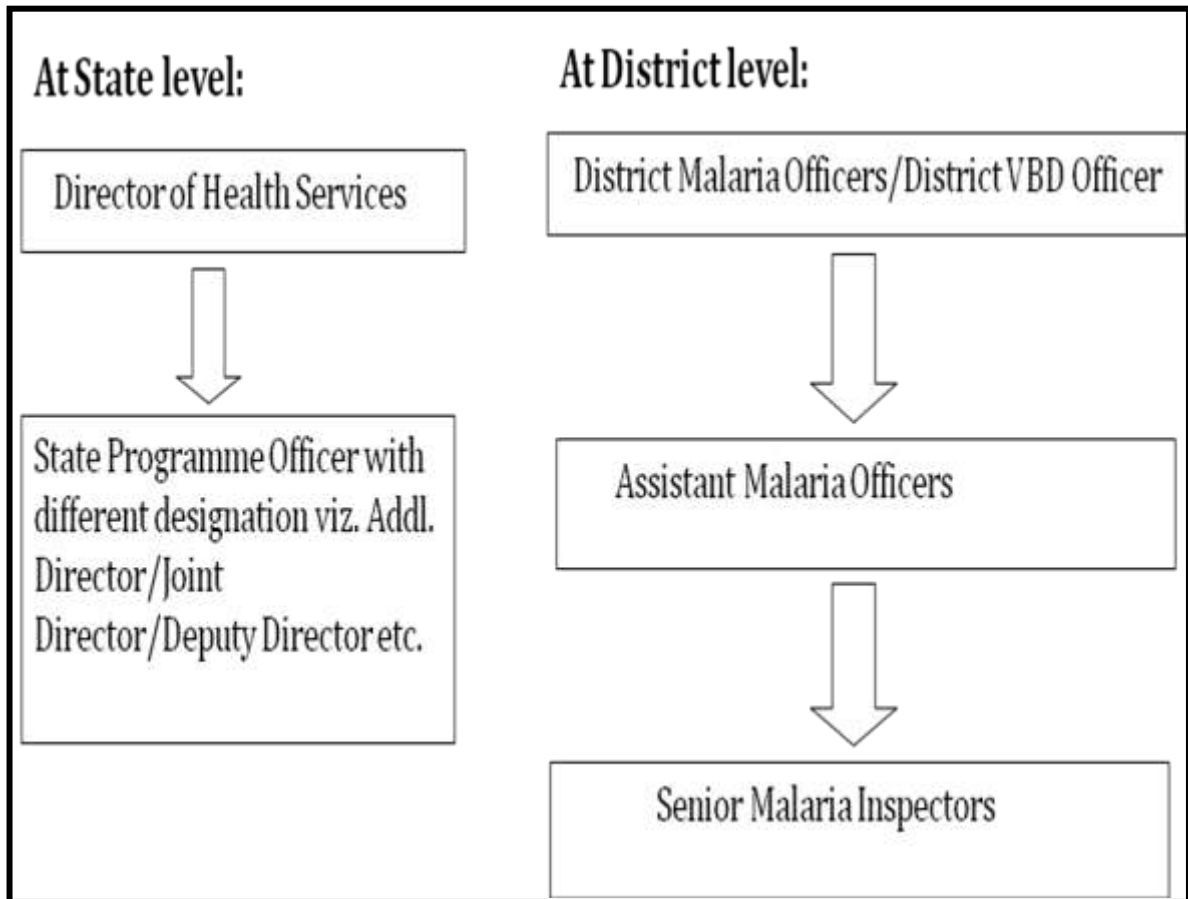 At State level:
Director of Health Services
State Programme Officer with
different designation viz. Addl.
Director/Joint
Director/Deputy Director etc.
At District level:
District Malaria Officers/District VBD Officer
Assistant Malaria Officers
Senior Malaria Inspectors